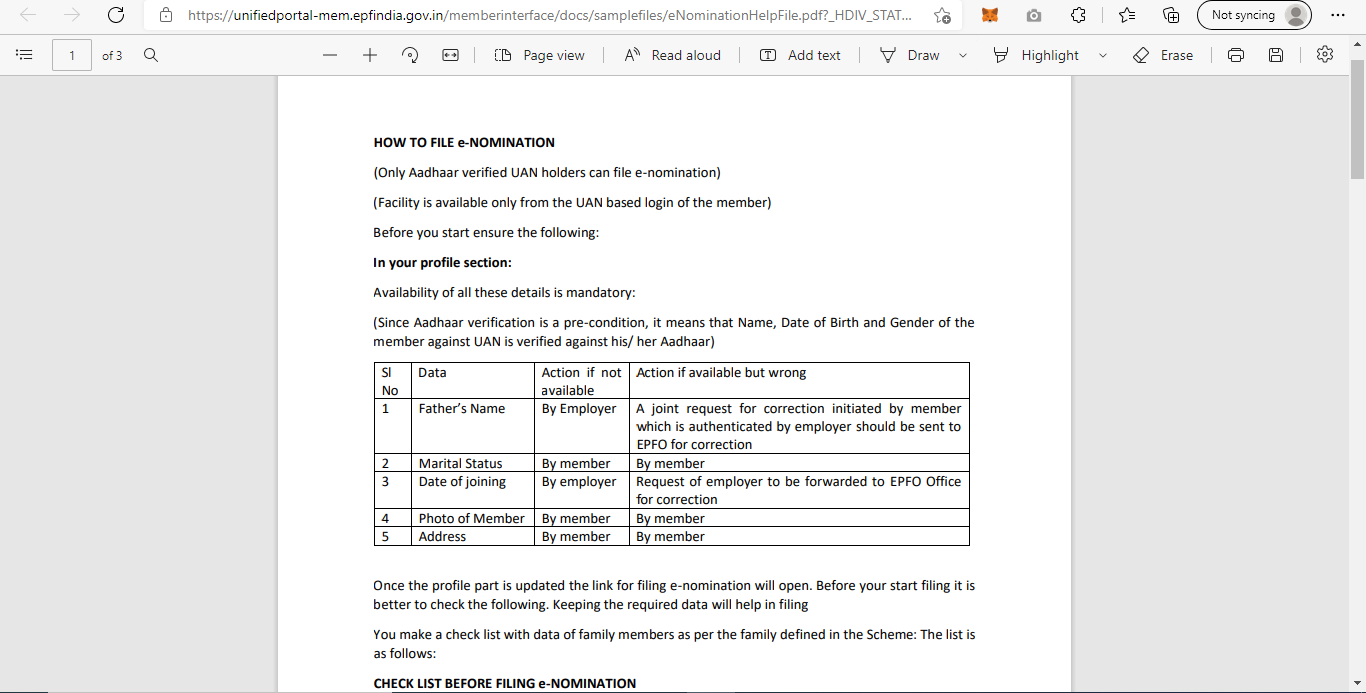 https://unifiedportal-mem.epfindia.gov.in/memberinterface/docs/samplefiles/eNominationHelpFile.pdf?_HDIV_STAT...
Not syncing
1 of 3
Page view
Read aloud
Add text
Draw
Highlight
Erase
HOW TO FILE e-NOMINATION
(Only Aadhaar verified UAN holders can file e-nomination)
(Facility is available only from the UAN based login of the member)
Before you start ensure the following:
In your profile section:
Availability of all these details is mandatory:
(Since Aadhaar verification is a pre-condition, it means that Name, Date of Birth and Gender of the
member against UAN is verified against his/ her Aadhaar)
Sl No Data Action if not available Action if available but wrong
1 Father's Name By Employer A joint request for correction initiated by member
which is authenticated by employer should be sent to
EPFO for correction
2 Marital Status By member By member
3 Date of joining By employer Request of employer to be forwarded to EPFO Office
for correction
4 Photo of Member By member By member
5 Address By member By member
Once the profile part is updated the link for filing e-nomination will open. Before your start filing it is
better to check the following. Keeping the required data will help in filing
You make a check list with data of family members as per the family defined in the Scheme: The list is
as follows:
CHECK LIST BEFORE FILING e-NOMINATION